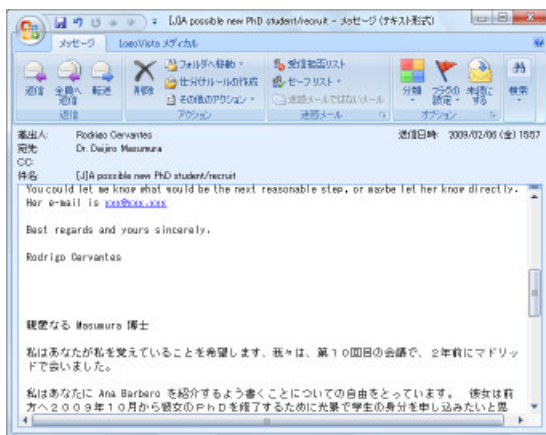 [J]A possible new PhD student/recruit - メッセージ (テキスト形式)
メッセージ LogoVista メディカル
返信 全員へ返信 転送
削除
フォルダへ移動
仕分けルールの作成
その他のアクション
受信拒否リスト
セーフリスト
迷惑メールではないメール
分類 フラグの設定 未読にする
検索
返信 アクション 迷惑メール オプション
差出人: Rodrigo Cervantes 送信日時: 2009/02/06 (金) 15:57
宛先: Dr. Daijiro Masumura
CC:
件名: [J]A possible new PhD student/recruit
You could let me know what would be the next reasonable step, or maybe let her know directly.
Her e-mail is xxx@xxx.xxx
Best regards and yours sincerely,
Rodrigo Cervantes
親愛なる Masumura 博士
私はあなたが私を覚えていることを希望します、我々は、第１０回目の会議で、２年前にマドリッ
ドで会いました。
私はあなたに Ana Barbero を紹介するよう書くことについての自由をとっています。 彼女は前
方へ２００９年１０月から彼女のＰｈＤを修了するために光栄で学生の身分を申し込みたいと思